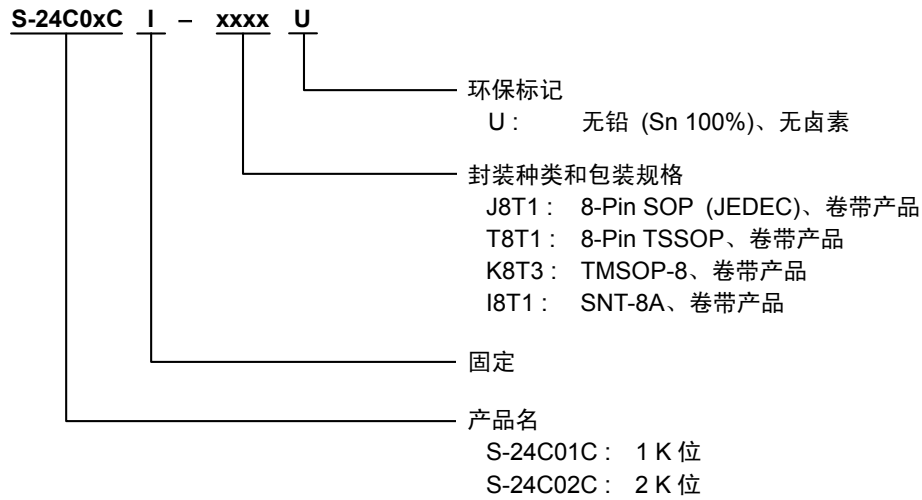 S-24C0xC I – xxxx U
环保标记
U : 无铅 (Sn 100%)、无卤素
封装种类和包装规格
J8T1 : 8-Pin SOP (JEDEC)、卷带产品
T8T1 : 8-Pin TSSOP、卷带产品
K8T3 : TMSOP-8、卷带产品
I8T1 : SNT-8A、卷带产品
固定
产品名
S-24C01C : 1 K 位
S-24C02C : 2 K 位